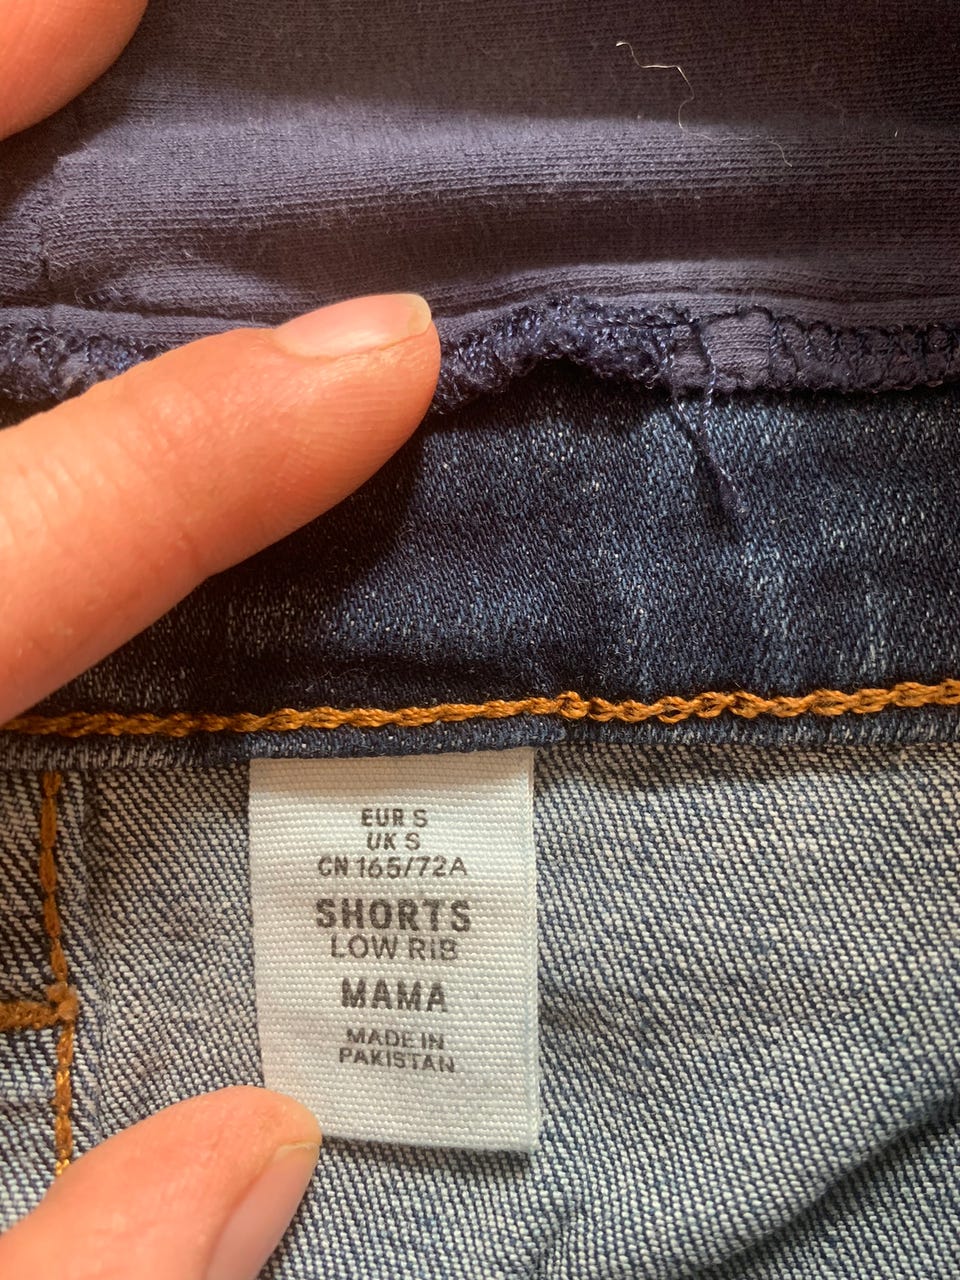 EUR S
UK S
CN 165/72A
SHORTS
LOW RIB
MAMA
MADE IN
PAKISTAN